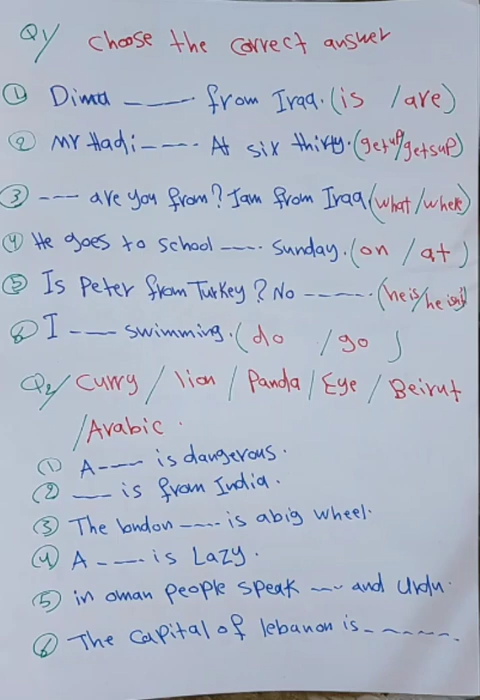 Q1/ choose the correct answer
① Dima ---- from Iraq. (is / are)
② Mr Hadi ---- At six thirty. (get up/gets up)
③ --- are you from? I am from Iraq (what / where)
④ He goes to school ----. Sunday. (on / at)
⑤ Is Peter from Turkey? No ------. (he is/he isn't)
⑥ I ---- swimming. (do / go)
Q2/ Curry / lion / Panda / Eye / Beirut
/Arabic.
① A ---- is dangerous.
② ---- is from India.
③ The london ---- is a big wheel.
④ A ---- is Lazy.
⑤ in oman people speak ---- and Urdu.
⑥ The capital of lebanon is -------.